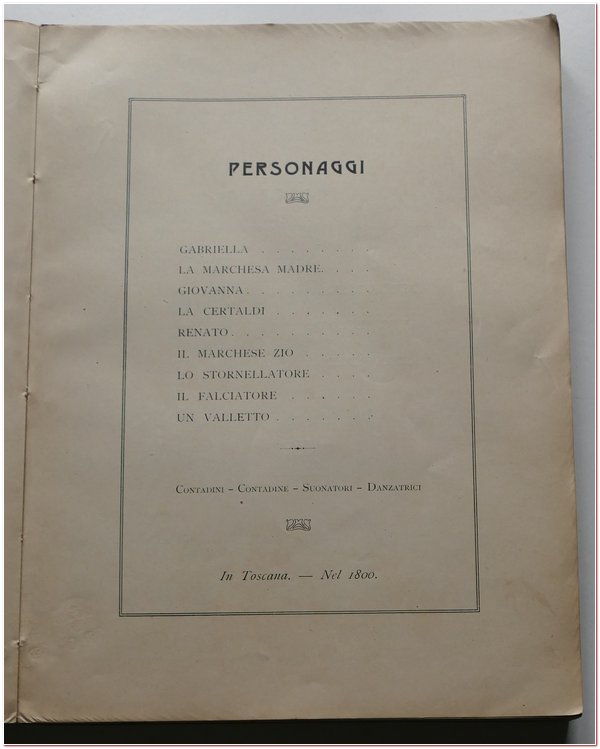 PERSONAGGI
GABRIELLA . . . . . . . .
LA MARCHESA MADRE. . . .
GIOVANNA . . . . . . . . .
LA CERTALDI . . . . . . .
RENATO . . . . . . . . . .
IL MARCHESE ZIO . . . . .
LO STORNELLATORE . . . .
IL FALCIATORE . . . . . .
UN VALLETTO . . . . . . .
CONTADINI – CONTADINE – SUONATORI – DANZATRICI
In Toscana. — Nel 1800.